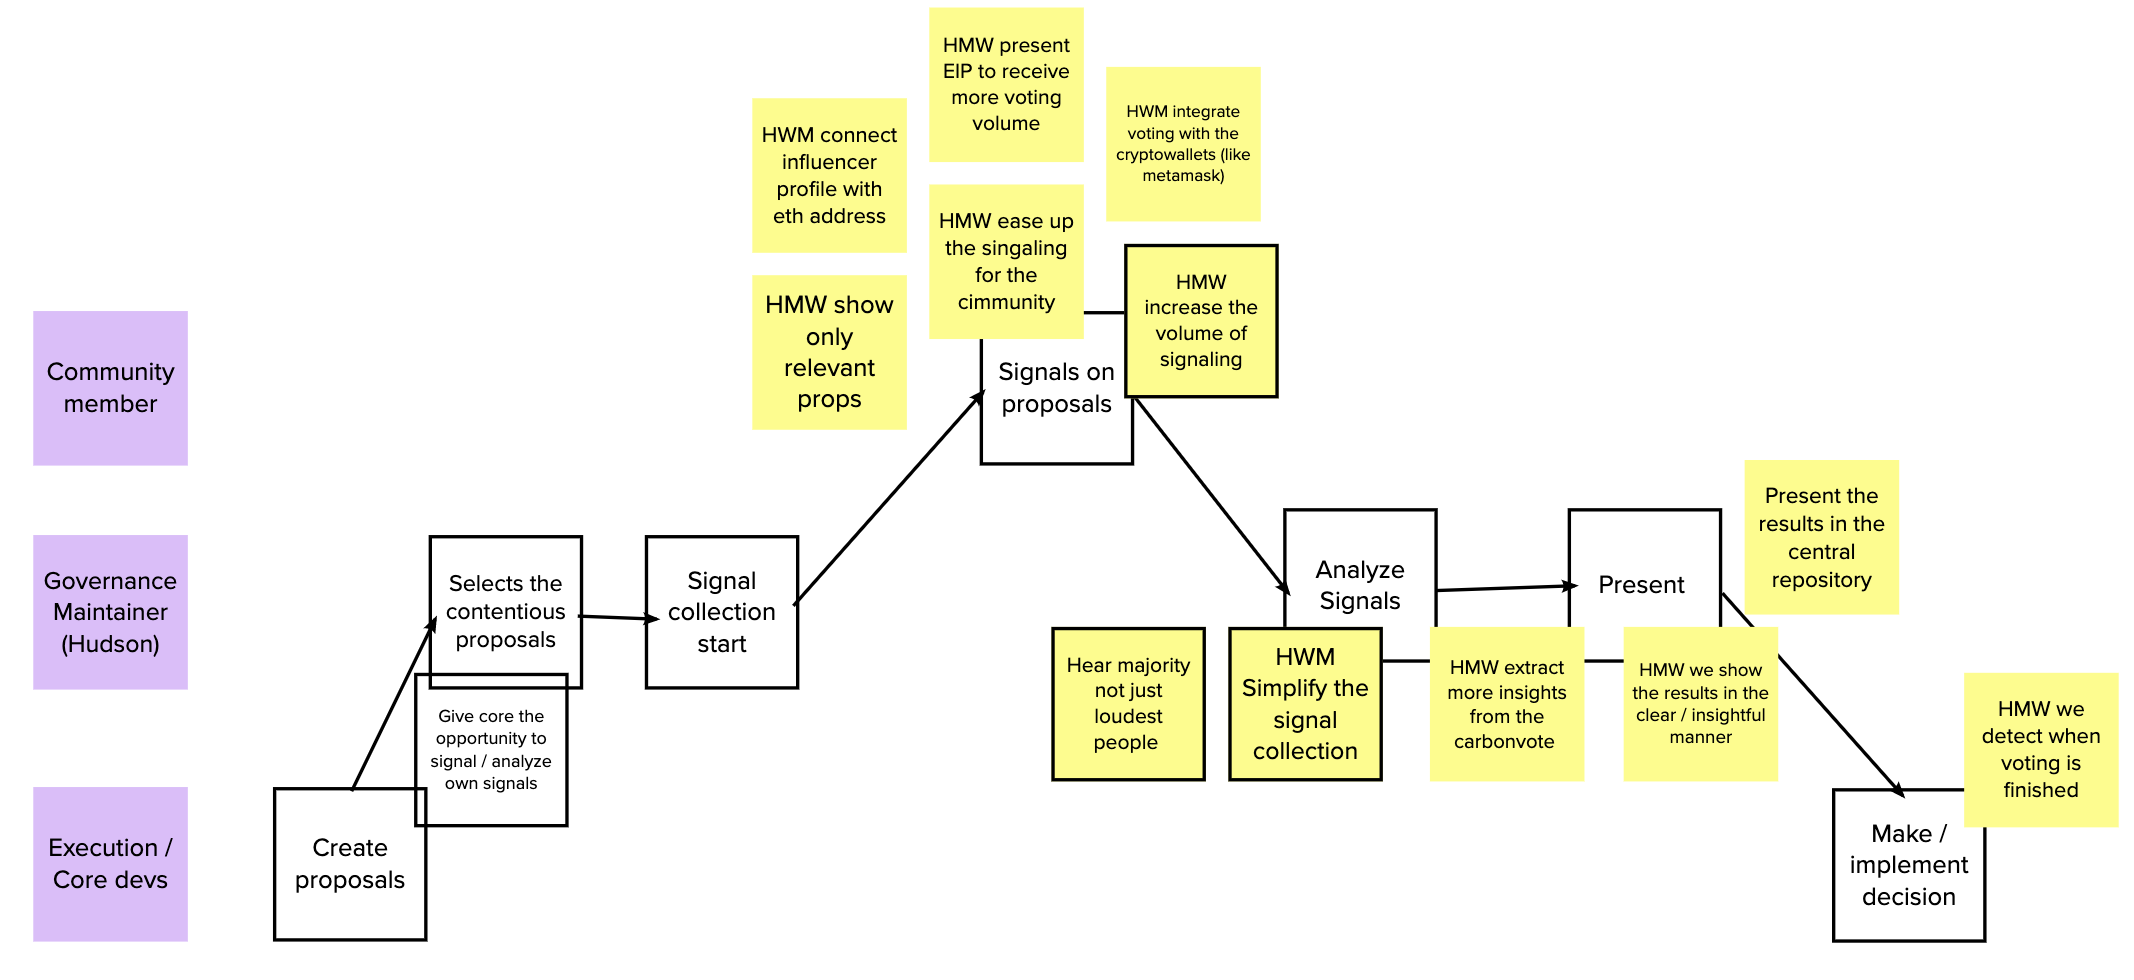 HMW present
EIP to receive
more voting
volume
HWM connect
influencer
profile with
eth address
HWM integrate
voting with the
cryptowallets (like
metamask)
HMW ease up
the singaling
for the
cimmunity
HMW show
only
relevant
props
HMW
increase the
volume of
signaling
Community
member
Signals on
proposals
Governance
Maintainer
(Hudson)
Selects the
contentious
proposals
Signal
collection
start
Analyze
Signals
Present
Present the
results in the
central
repository
Give core the
opportunity to
signal / analyze
own signals
Hear majority
not just
loudest
people
HWM
Simplify the
signal
collection
HMW extract
more insights
from the
carbonvote
HMW we show
the results in the
clear / insightful
manner
HMW we
detect when
voting is
finished
Execution /
Core devs
Create
proposals
Make /
implement
decision